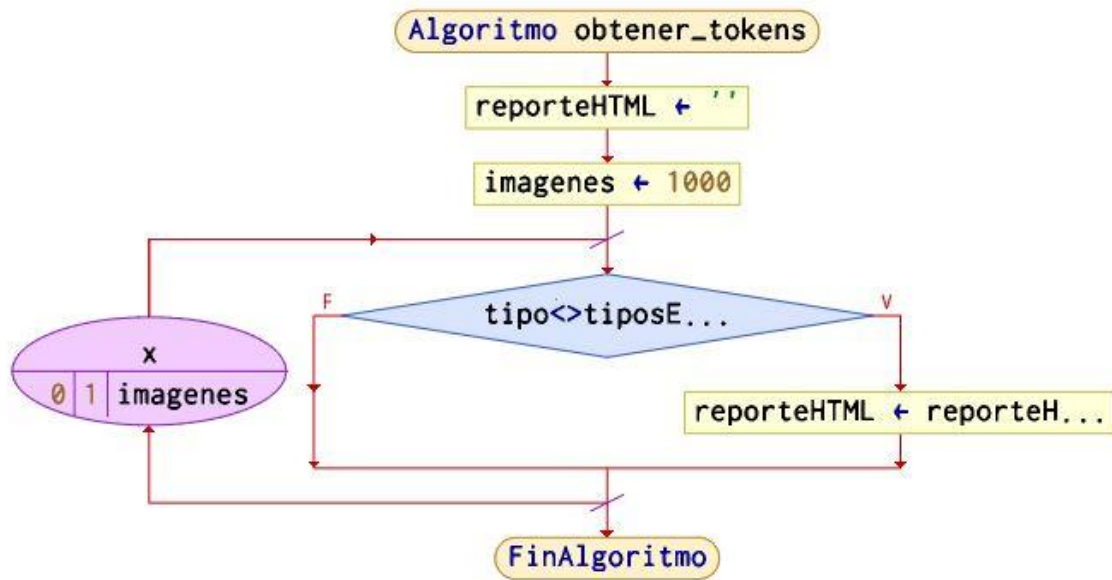 Algoritmo obtener_tokens
reporteHTML ← ''
imagenes ← 1000
F
tipo<>tiposE...
V
x
0 1 imagenes
reporteHTML ← reporteH...
FinAlgoritmo